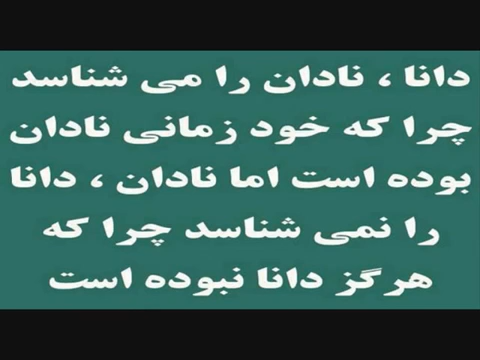 دانا ، نادان را می شناسد
چرا که خود زمانی نادان
بوده است اما نادان ، دانا
را نمی شناسد چرا که
هرگز دانا نبوده است